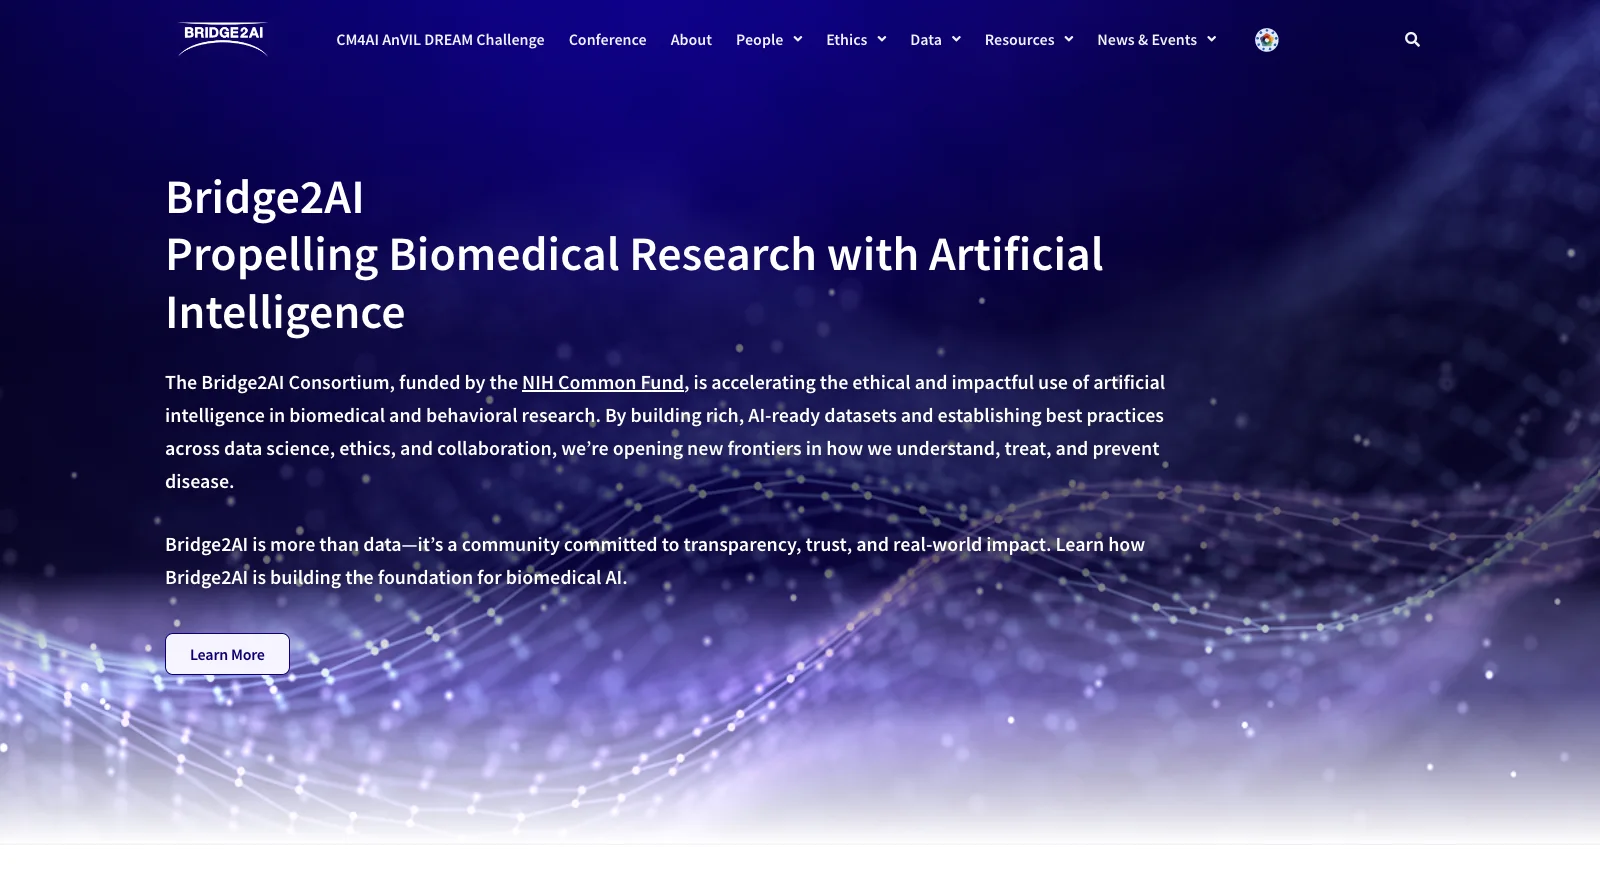 BRIDGE2AI
CM4AI AnVIL DREAM Challenge Conference About People Ethics Data Resources News & Events
Bridge2AI
Propelling Biomedical Research with Artificial
Intelligence
The Bridge2AI Consortium, funded by the NIH Common Fund, is accelerating the ethical and impactful use of artificial
intelligence in biomedical and behavioral research. By building rich, AI-ready datasets and establishing best practices
across data science, ethics, and collaboration, we’re opening new frontiers in how we understand, treat, and prevent
disease.
Bridge2AI is more than data—it’s a community committed to transparency, trust, and real-world impact. Learn how
Bridge2AI is building the foundation for biomedical AI.
Learn More